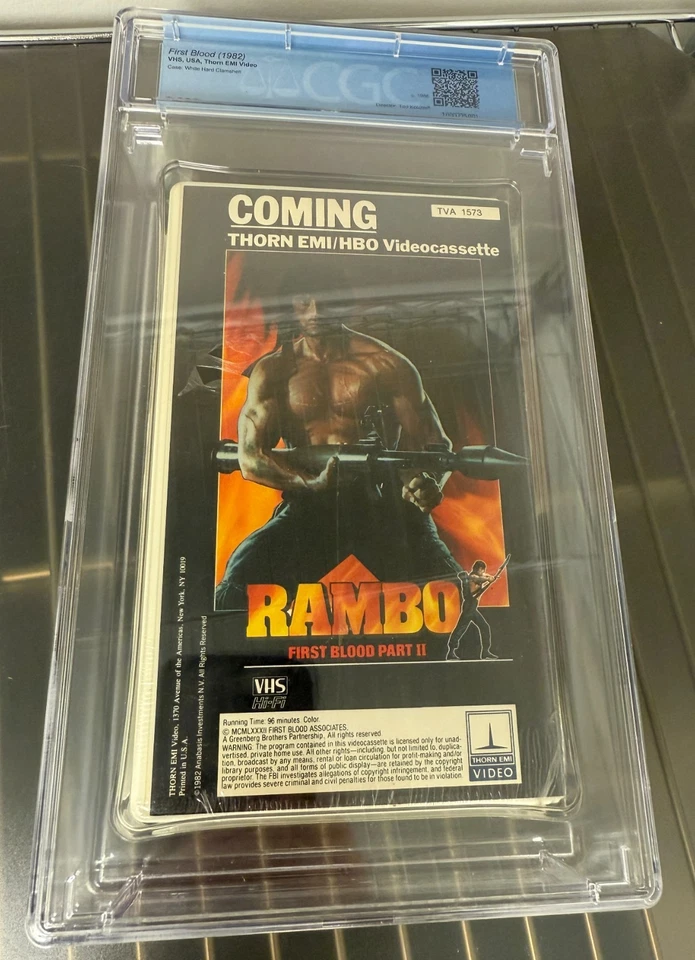 First Blood (1982)
VHS, USA, Thorn EMI Video
Case: White Hard Clamshell
CGC
COMING
TVA 1573
THORN EMI/HBO Videocassette
RAMBO
FIRST BLOOD PART II
VHS
Hi-Fi
Running Time: 96 minutes. Color.
© MCMLXXXII FIRST BLOOD ASSOCIATES.
A Greenberg Brothers Partnership, All rights reserved
WARNING: The program contained in this videocassette is licensed only for unad-
vertised, private home use. All other rights—including, but not limited to, duplica-
tion, broadcast by any means, rental or loan circulation for profit-making and/or
library purposes, and all forms of public display—are retained by the copyright
proprietor. The FBI investigates allegations of copyright infringement, and federal
law provides severe criminal and civil penalties for those found to be in violation.
THORN EMI
VIDEO
THORN EMI Video, 1370 Avenue of the Americas, New York, NY 10019
Printed in U.S.A.
©1982 Anabasis Investments N.V. All Rights Reserved